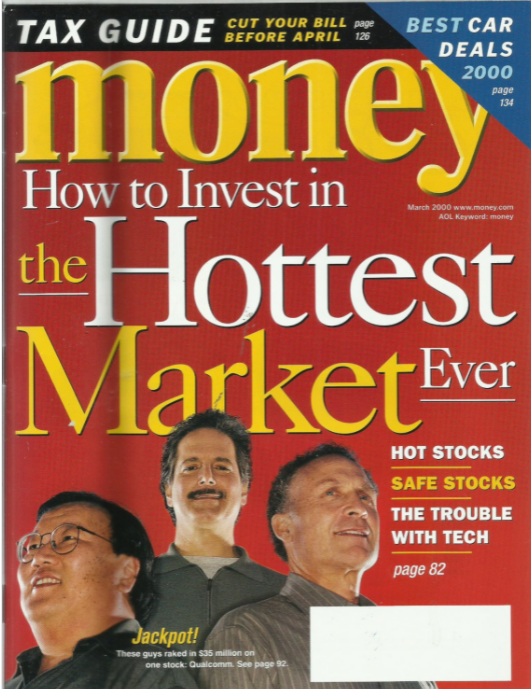 TAX GUIDE
CUT YOUR BILL
BEFORE APRIL
page
126
BEST CAR
DEALS
2000
page
134
money
March 2000 www.money.com
AOL Keyword: money
How to Invest in
the Hottest
Market Ever
HOT STOCKS
SAFE STOCKS
THE TROUBLE
WITH TECH
page 82
Jackpot!
These guys raked in $35 million on
one stock: Qualcomm. See page 92.